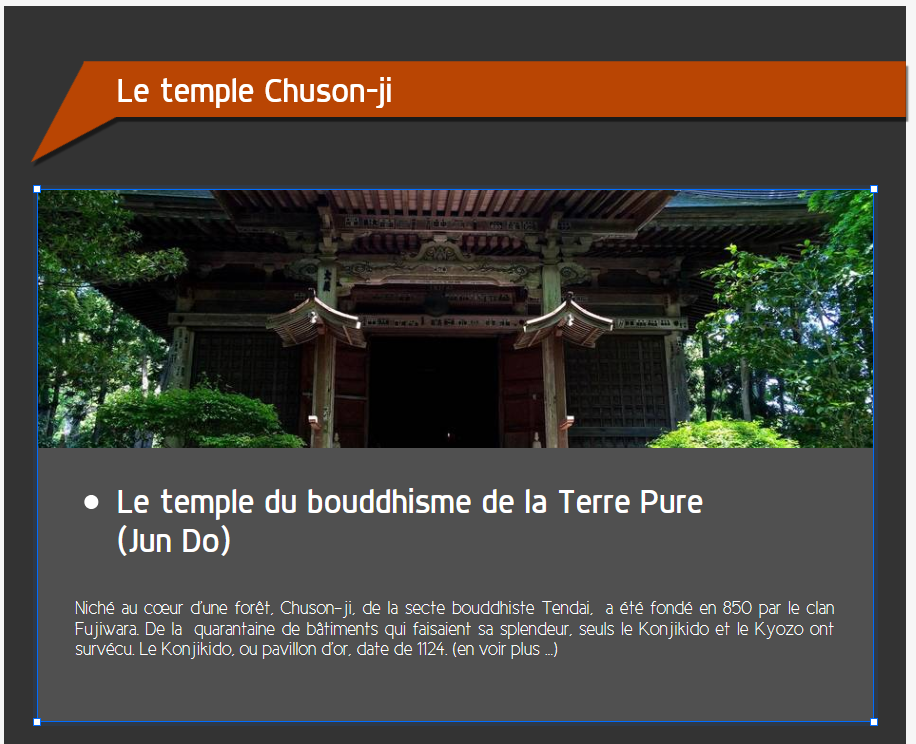 Le temple Chuson-ji
Le temple du bouddhisme de la Terre Pure
(Jun Do)
Niché au cœur d'une forêt, Chuson-ji, de la secte bouddhiste Tendai,  a été fondé en 850 par le clan
Fujiwara. De la  quarantaine de bâtiments qui faisaient sa splendeur, seuls le Konjikido et le Kyozo ont
survécu. Le Konjikido, ou pavillon d'or, date de 1124. (en voir plus ...)